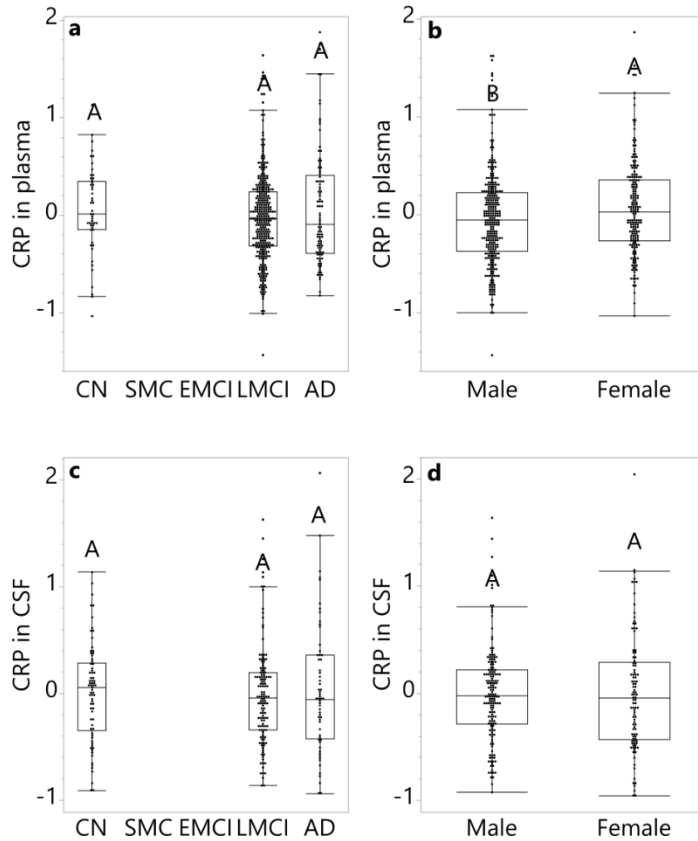 a
CRP in plasma
2
1
0
-1
A
A
A
CN SMC EMCI LMCI AD
b
CRP in plasma
2
1
0
-1
B
A
Male Female
c
CRP in CSF
2
1
0
-1
A
A
A
CN SMC EMCI LMCI AD
d
CRP in CSF
2
1
0
-1
A
A
Male Female